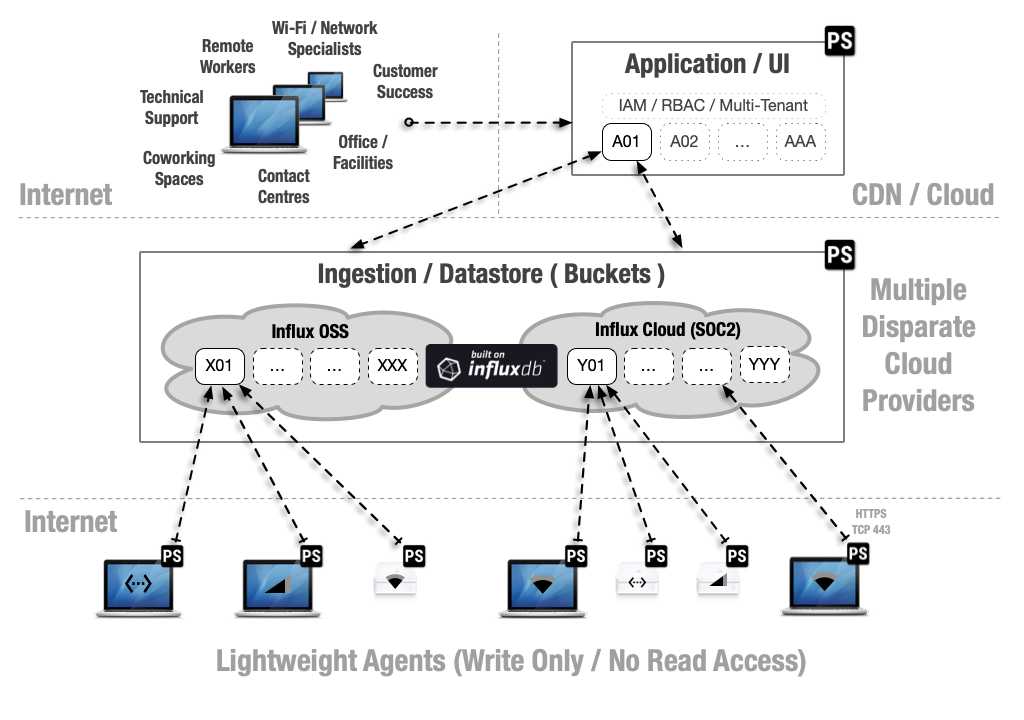 Wi-Fi / Network
Specialists
Remote
Workers
Customer
Success
Technical
Support
Office /
Facilities
Coworking
Spaces
Contact
Centres
Internet
PS
Application / UI
IAM / RBAC / Multi-Tenant
A01
A02
...
AAA
CDN / Cloud
PS
Ingestion / Datastore ( Buckets )
Influx OSS
X01
...
...
XXX
built on
influxdb™
Influx Cloud (SOC2)
Y01
...
...
YYY
Multiple
Disparate
Cloud
Providers
Internet
HTTPS
TCP 443
PS
PS
PS
PS
PS
PS
PS
Lightweight Agents (Write Only / No Read Access)